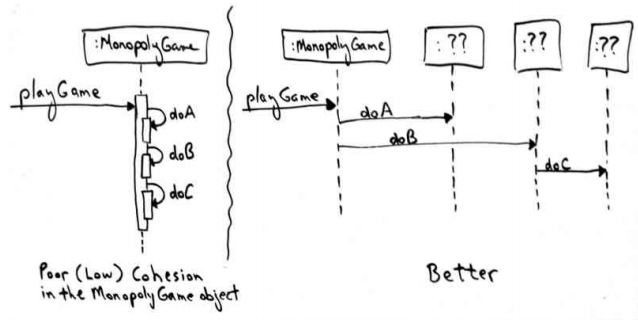 :MonopolyGame
playGame
doA
doB
doC
Poor (Low) Cohesion
in the MonopolyGame object
:MonopolyGame
: ??
:??
:??
playGame
doA
doB
doC
Better